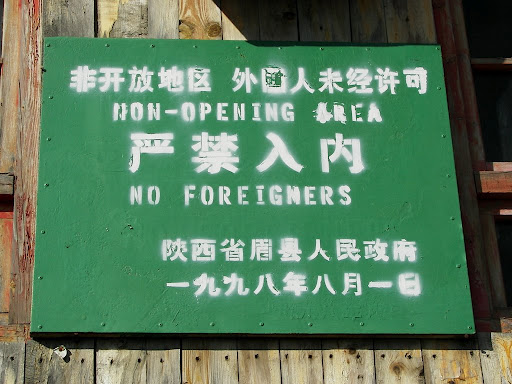 非开放地区 外国人未经许可
NON-OPENING AREA
严禁入内
NO FOREIGNERS
陕西省眉县人民政府
一九九八年八月一日